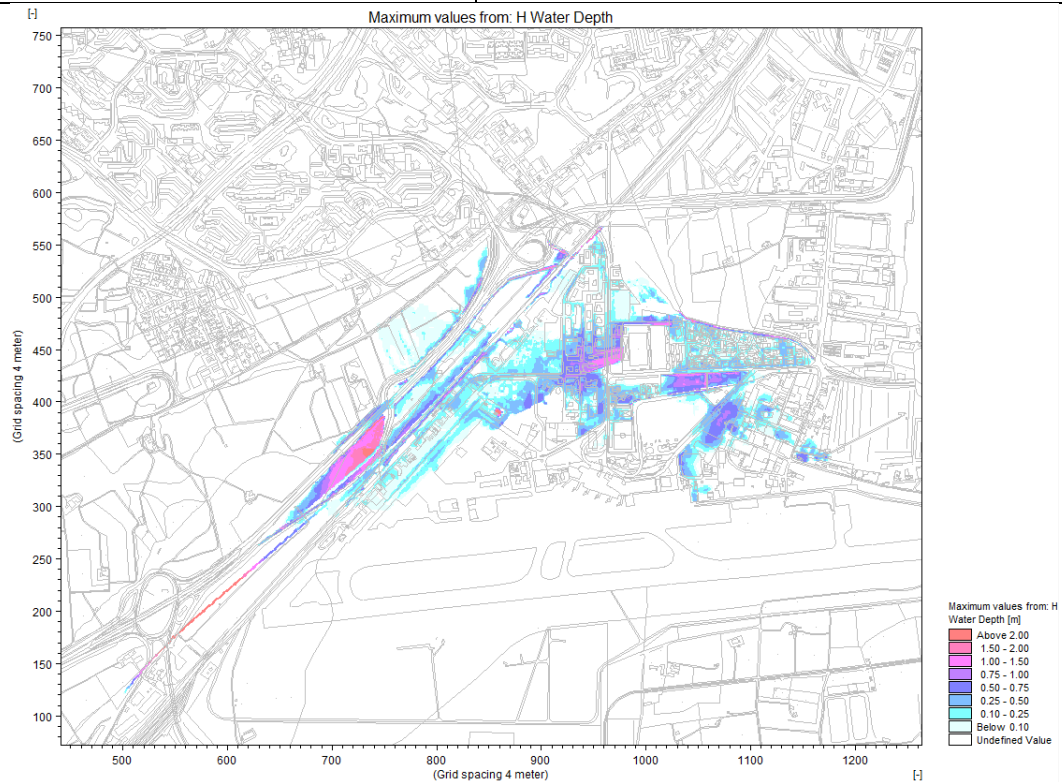 [-]
Maximum values from: H Water Depth
750
700
650
600
550
500
450
400
350
300
250
200
150
100
(Grid spacing 4 meter)
500 600 700 800 900 1000 1100 1200
(Grid spacing 4 meter)
[-]
Maximum values from: H
Water Depth [m]
Above 2.00
1.50 - 2.00
1.00 - 1.50
0.75 - 1.00
0.50 - 0.75
0.25 - 0.50
0.10 - 0.25
Below 0.10
Undefined Value